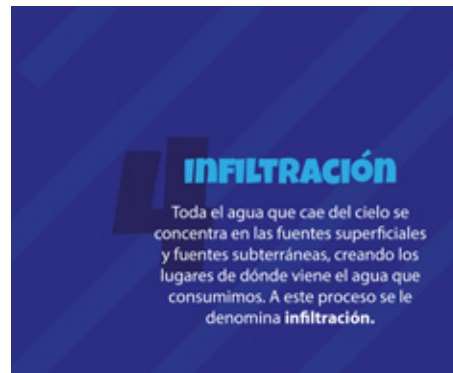 4
INFILTRACIÓN
Toda el agua que cae del cielo se
concentra en las fuentes superficiales
y fuentes subterráneas, creando los
lugares de dónde viene el agua que
consumimos. A este proceso se le
denomina infiltración.